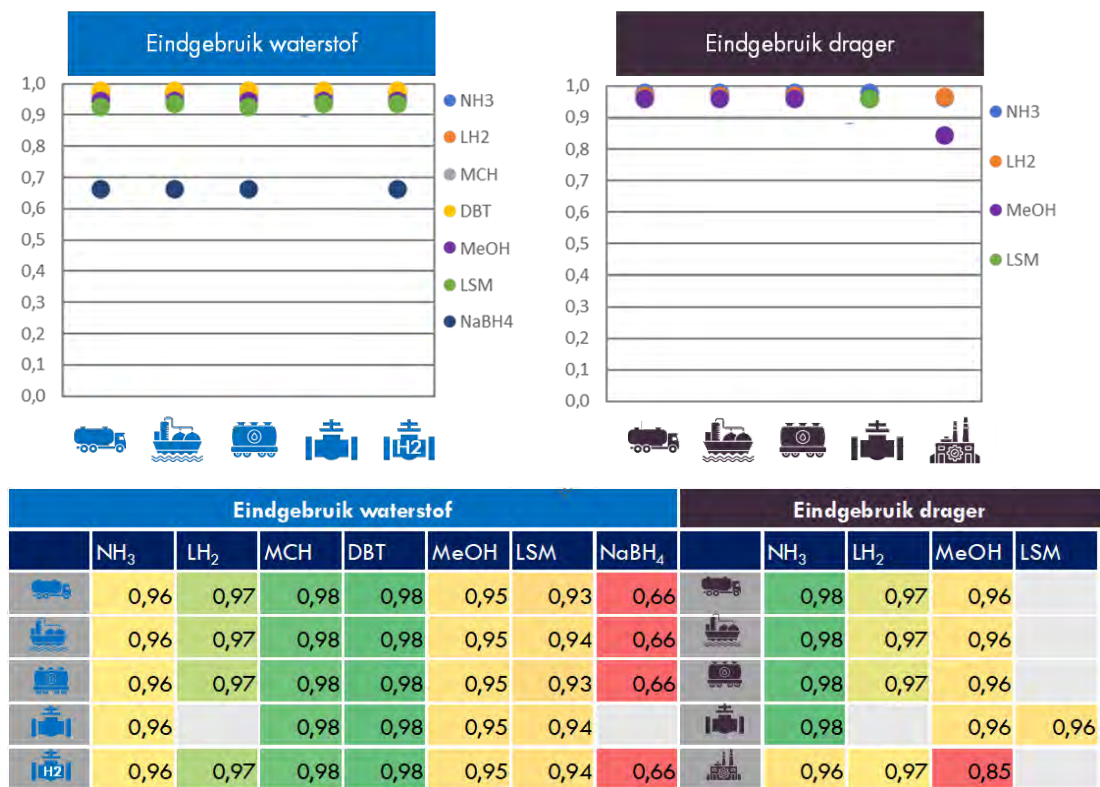 Eindgebruik waterstof
1,0
0,9
0,8
0,7
0,6
0,5
0,4
0,3
0,2
0,1
0,0
NH3
LH2
MCH
DBT
MeOH
LSM
NaBH4
H2
Eindgebruik drager
1,0
0,9
0,8
0,7
0,6
0,5
0,4
0,3
0,2
0,1
0,0
NH3
LH2
MeOH
LSM
Eindgebruik waterstof Eindgebruik drager
NH₃ LH₂ MCH DBT MeOH LSM NaBH₄ NH₃ LH₂ MeOH LSM
0,96 0,97 0,98 0,98 0,95 0,93 0,66 0,98 0,97 0,96
0,96 0,97 0,98 0,98 0,95 0,94 0,66 0,98 0,97 0,96
0,96 0,97 0,98 0,98 0,95 0,93 0,66 0,98 0,97 0,96
0,96 0,98 0,98 0,95 0,94 0,98 0,96 0,96
H2 0,96 0,97 0,98 0,98 0,95 0,94 0,66 0,96 0,97 0,85